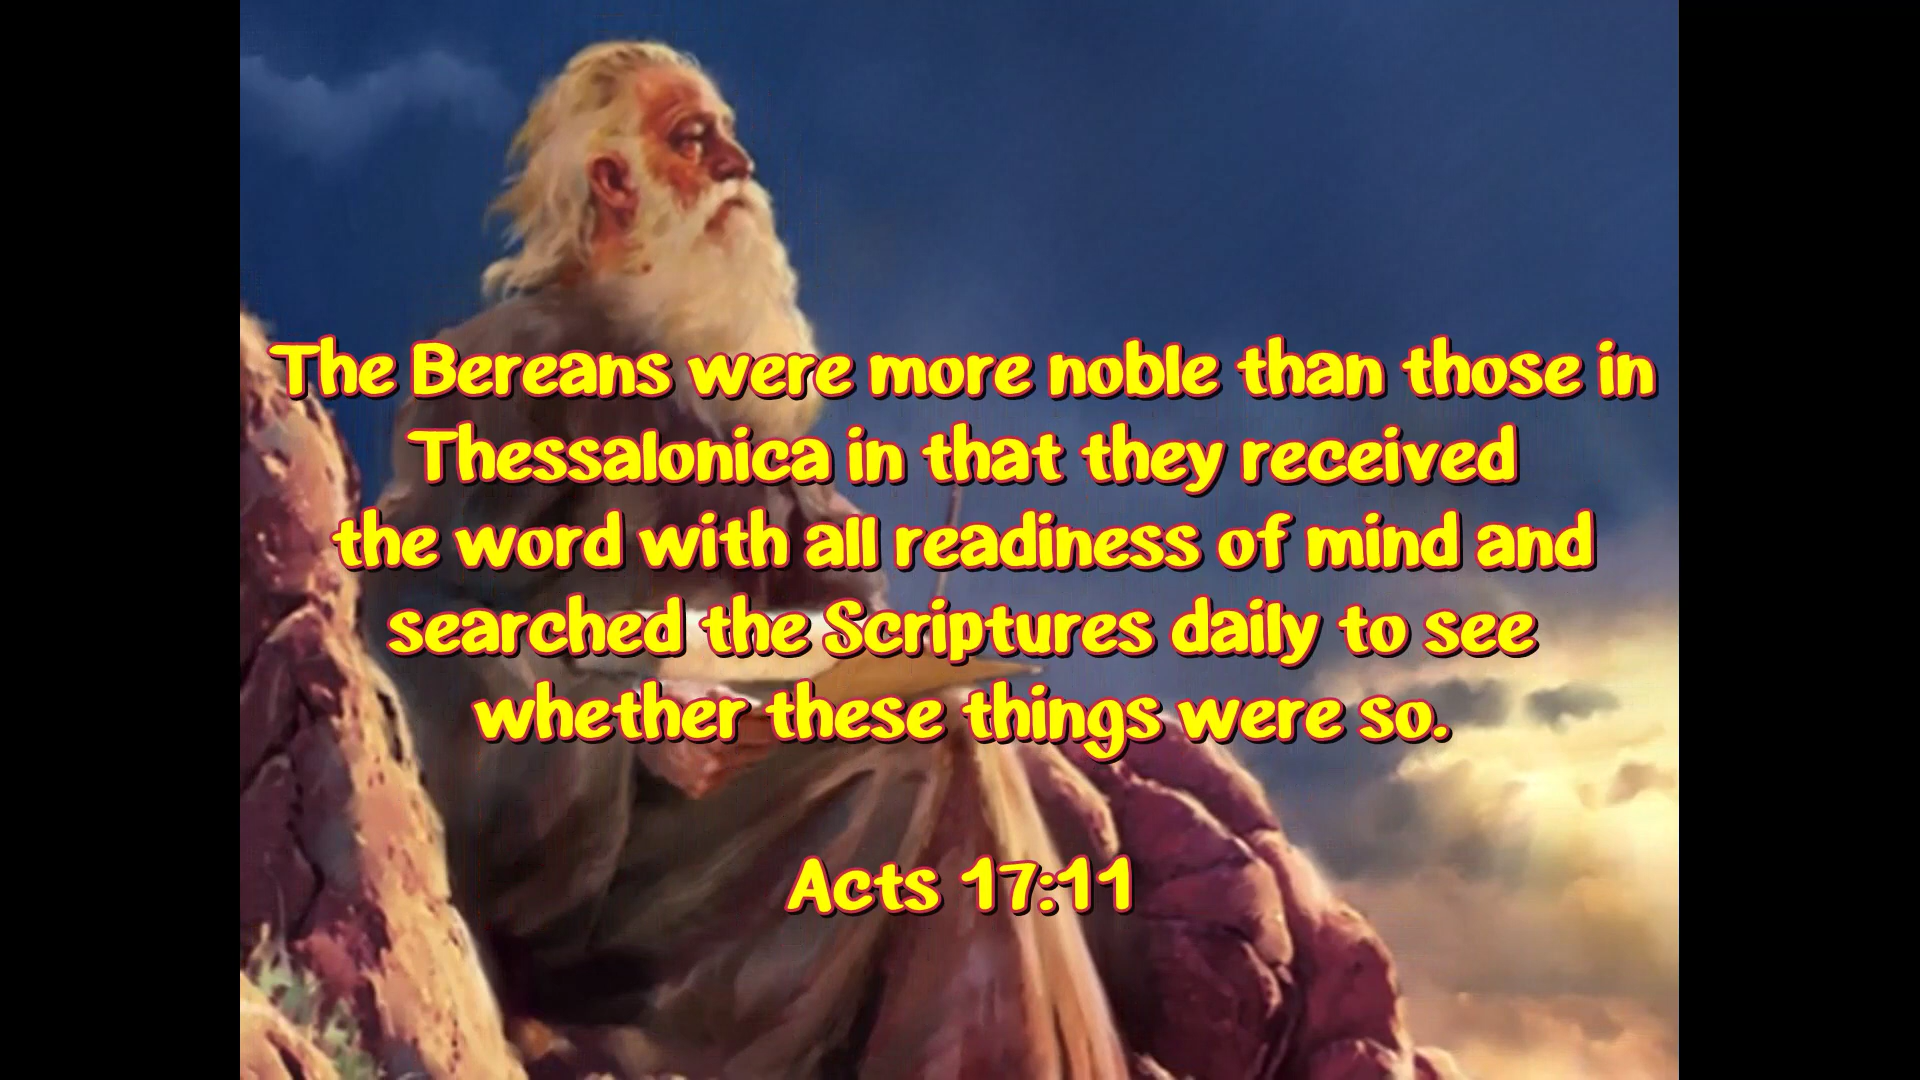 The Bereans were more noble than those in
Thessalonica in that they received
the word with all readiness of mind and
searched the Scriptures daily to see
whether these things were so.
Acts 17:11